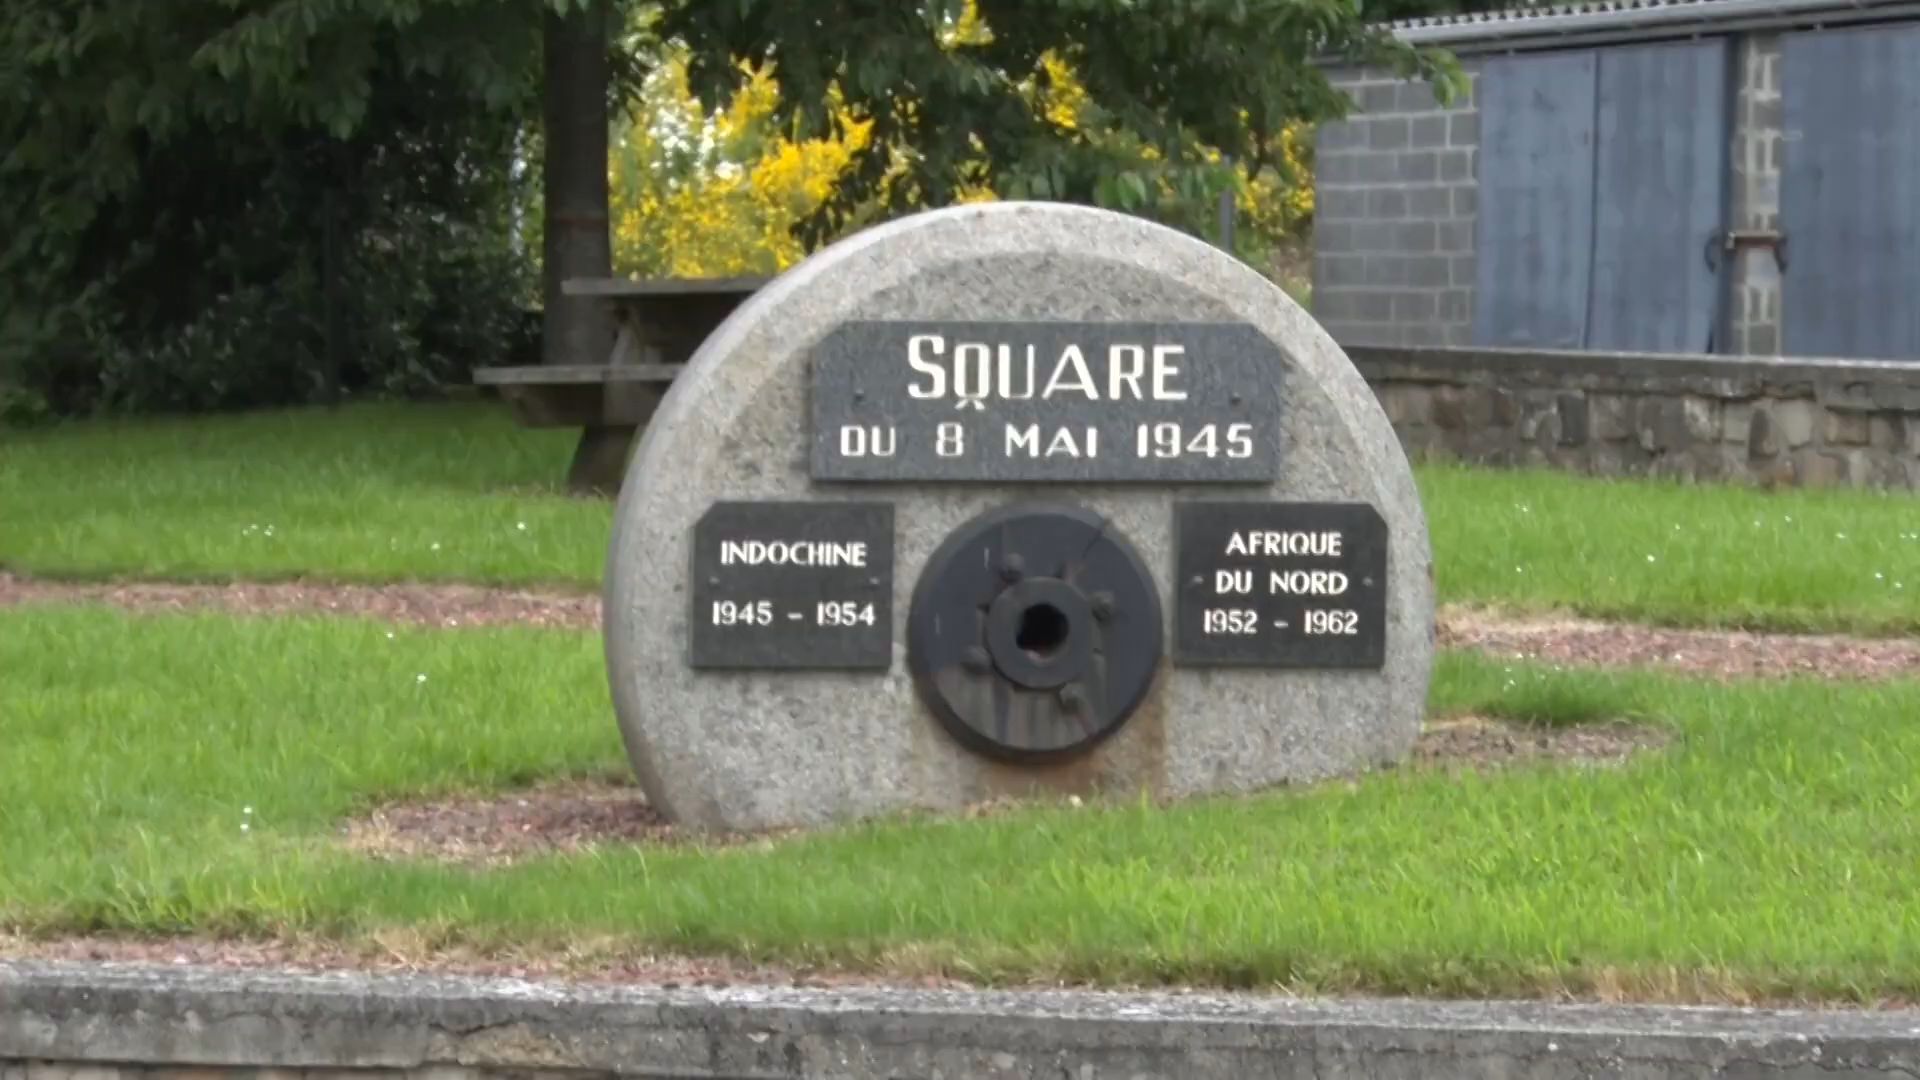 SQUARE
DU 8 MAI 1945
INDOCHINE
1945 - 1954
AFRIQUE
DU NORD
1952 - 1962